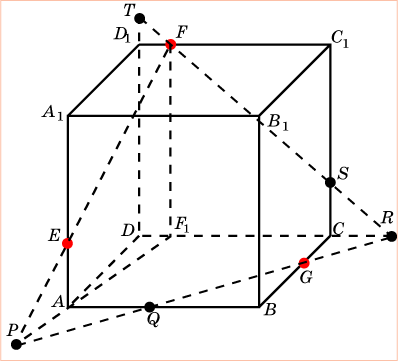 T
D₁ F C₁
A₁ B₁
S
E D F₁ C R
G
A Q B
P